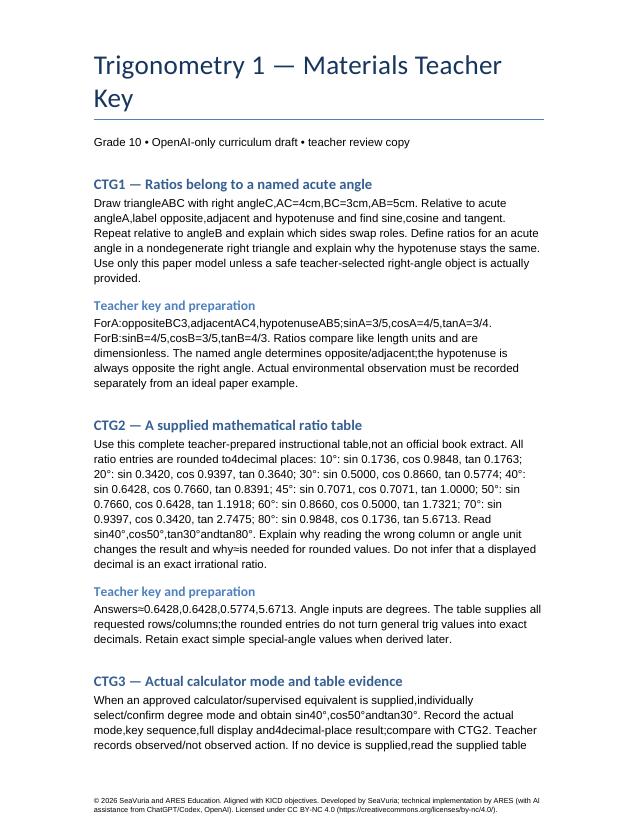 Trigonometry 1 — Materials Teacher
Key
Grade 10 • OpenAI-only curriculum draft • teacher review copy
CTG1 — Ratios belong to a named acute angle
Draw triangleABC with right angleC,AC=4cm,BC=3cm,AB=5cm. Relative to acute
angleA,label opposite,adjacent and hypotenuse and find sine,cosine and tangent.
Repeat relative to angleB and explain which sides swap roles. Define ratios for an acute
angle in a nondegenerate right triangle and explain why the hypotenuse stays the same.
Use only this paper model unless a safe teacher-selected right-angle object is actually
provided.
Teacher key and preparation
ForA:oppositeBC3,adjacentAC4,hypotenuseAB5;sinA=3/5,cosA=4/5,tanA=3/4.
ForB:sinB=4/5,cosB=3/5,tanB=4/3. Ratios compare like length units and are
dimensionless. The named angle determines opposite/adjacent;the hypotenuse is
always opposite the right angle. Actual environmental observation must be recorded
separately from an ideal paper example.
CTG2 — A supplied mathematical ratio table
Use this complete teacher-prepared instructional table,not an official book extract. All
ratio entries are rounded to4decimal places: 10°: sin 0.1736, cos 0.9848, tan 0.1763;
20°: sin 0.3420, cos 0.9397, tan 0.3640; 30°: sin 0.5000, cos 0.8660, tan 0.5774; 40°:
sin 0.6428, cos 0.7660, tan 0.8391; 45°: sin 0.7071, cos 0.7071, tan 1.0000; 50°: sin
0.7660, cos 0.6428, tan 1.1918; 60°: sin 0.8660, cos 0.5000, tan 1.7321; 70°: sin
0.9397, cos 0.3420, tan 2.7475; 80°: sin 0.9848, cos 0.1736, tan 5.6713. Read
sin40°,cos50°,tan30°andtan80°. Explain why reading the wrong column or angle unit
changes the result and why≈is needed for rounded values. Do not infer that a displayed
decimal is an exact irrational ratio.
Teacher key and preparation
Answers≈0.6428,0.6428,0.5774,5.6713. Angle inputs are degrees. The table supplies all
requested rows/columns;the rounded entries do not turn general trig values into exact
decimals. Retain exact simple special-angle values when derived later.
CTG3 — Actual calculator mode and table evidence
When an approved calculator/supervised equivalent is supplied,individually
select/confirm degree mode and obtain sin40°,cos50°andtan30°. Record the actual
mode,key sequence,full display and4decimal-place result;compare with CTG2. Teacher
records observed/not observed action. If no device is supplied,read the supplied table
© 2026 SeaVuria and ARES Education. Aligned with KICD objectives. Developed by SeaVuria; technical implementation by ARES (with AI
assistance from ChatGPT/Codex, OpenAI). Licensed under CC BY-NC 4.0 (https://creativecommons.org/licenses/by-nc/4.0/).